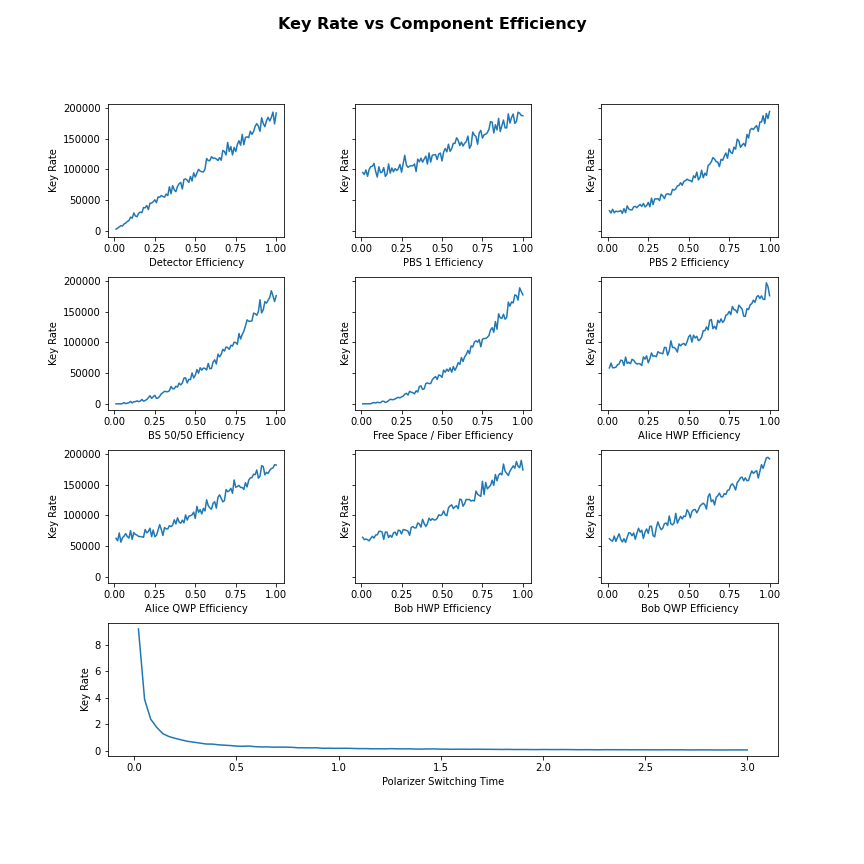 Key Rate vs Component Efficiency
200000
150000
100000
50000
0
Key Rate
0.00 0.25 0.50 0.75 1.00
Detector Efficiency
Key Rate
0.00 0.25 0.50 0.75 1.00
PBS 1 Efficiency
Key Rate
0.00 0.25 0.50 0.75 1.00
PBS 2 Efficiency
200000
150000
100000
50000
0
Key Rate
0.00 0.25 0.50 0.75 1.00
BS 50/50 Efficiency
Key Rate
0.00 0.25 0.50 0.75 1.00
Free Space / Fiber Efficiency
Key Rate
0.00 0.25 0.50 0.75 1.00
Alice HWP Efficiency
200000
150000
100000
50000
0
Key Rate
0.00 0.25 0.50 0.75 1.00
Alice QWP Efficiency
Key Rate
0.00 0.25 0.50 0.75 1.00
Bob HWP Efficiency
Key Rate
0.00 0.25 0.50 0.75 1.00
Bob QWP Efficiency
8
6
4
2
0
Key Rate
0.0 0.5 1.0 1.5 2.0 2.5 3.0
Polarizer Switching Time